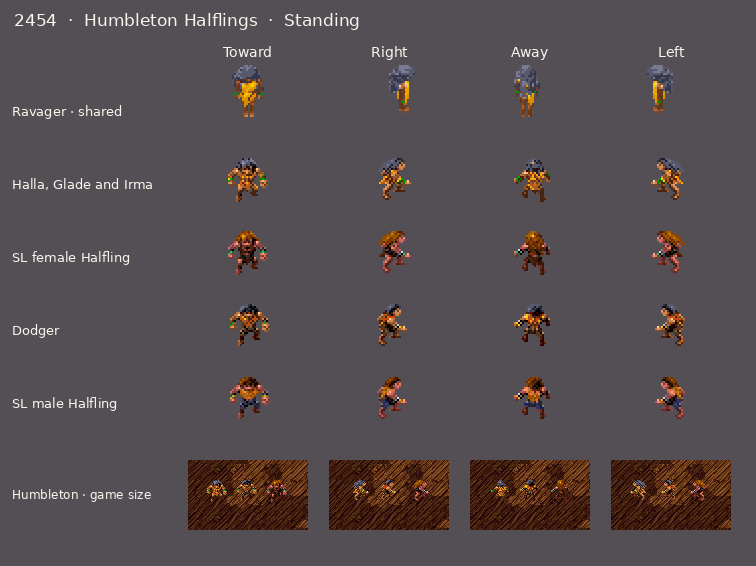 2454 · Humbleton Halflings · Standing
Toward Right Away Left
Ravager · shared
Halla, Glade and Irma
SL female Halfling
Dodger
SL male Halfling
Humbleton · game size